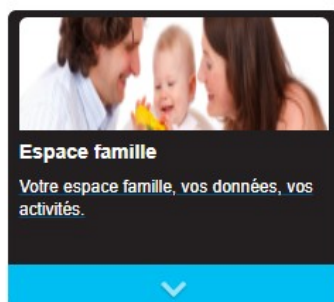 Espace famille
Votre espace famille, vos données, vos
activités.